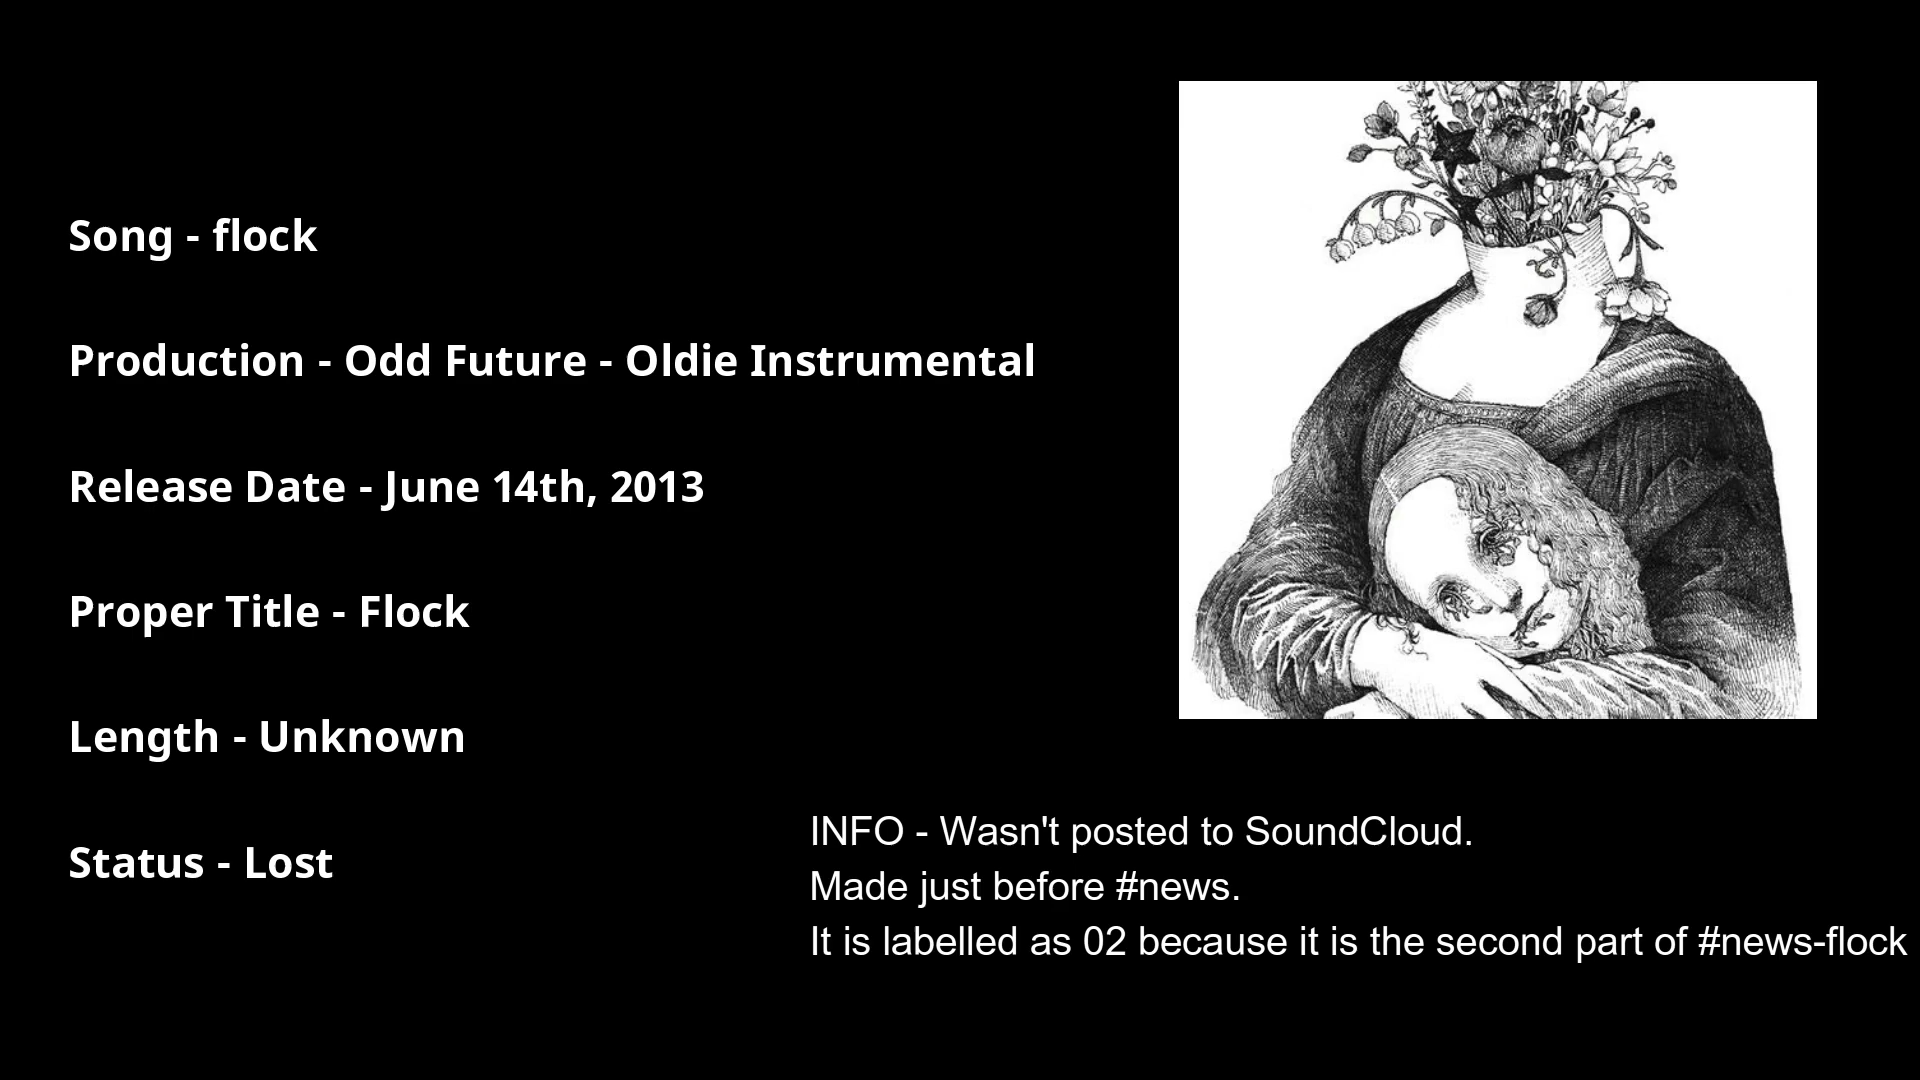 Song - flock
Production - Odd Future - Oldie Instrumental
Release Date - June 14th, 2013
Proper Title - Flock
Length - Unknown
Status - Lost
INFO - Wasn't posted to SoundCloud.
Made just before #news.
It is labelled as 02 because it is the second part of #news-flock